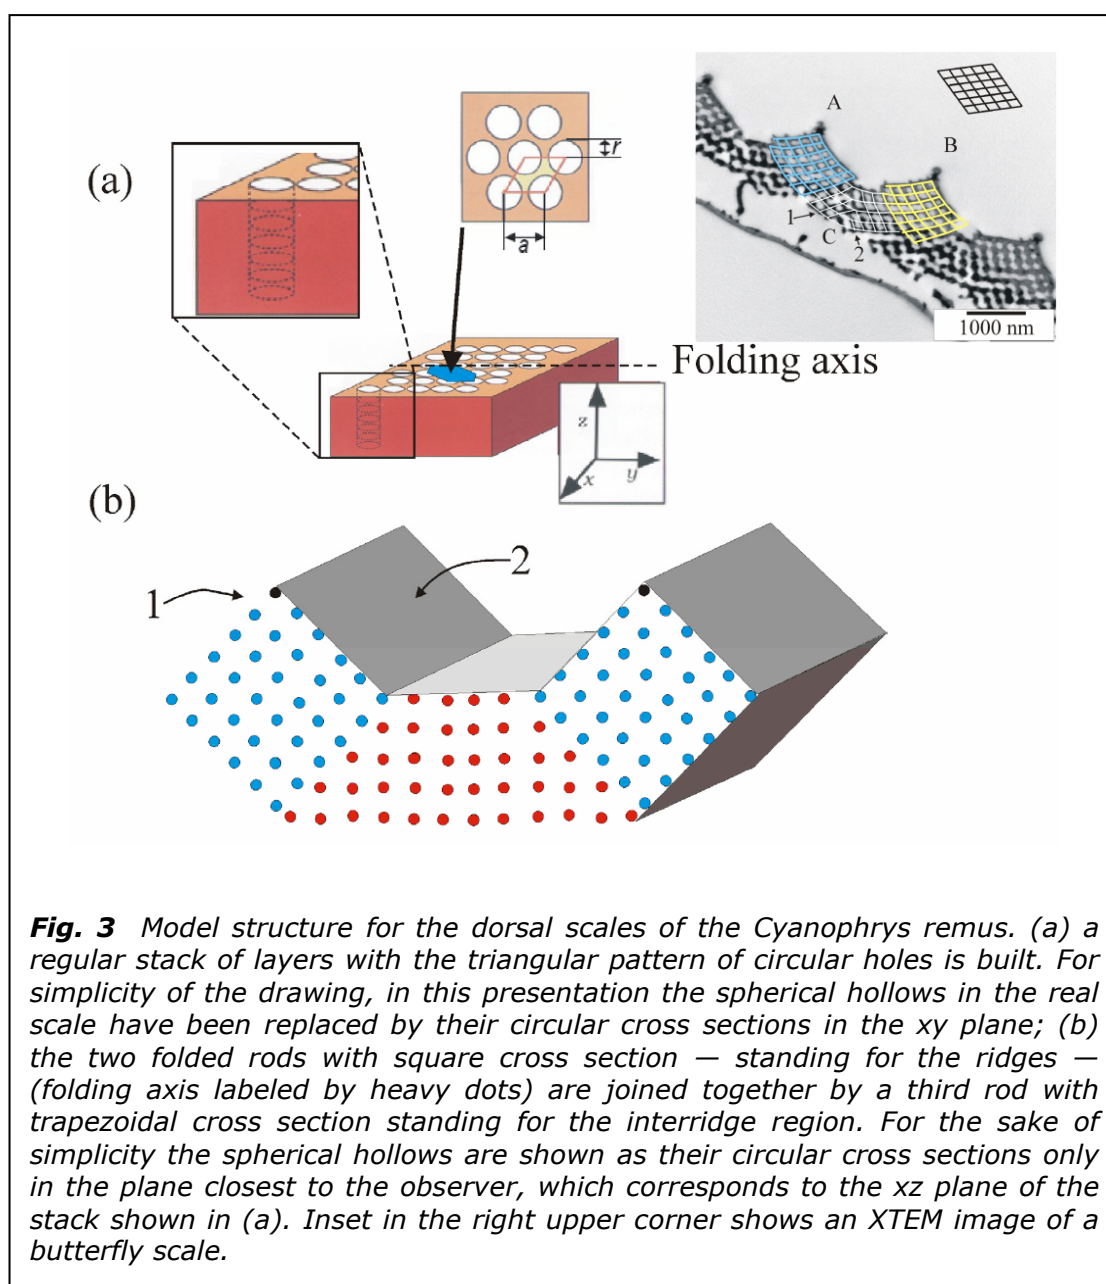 (a)
r
a
A
B
1
C
2
1000 nm
Folding axis
z
y
x
(b)
1
2
Fig. 3 Model structure for the dorsal scales of the Cyanophrys remus. (a) a
regular stack of layers with the triangular pattern of circular holes is built. For
simplicity of the drawing, in this presentation the spherical hollows in the real
scale have been replaced by their circular cross sections in the xy plane; (b)
the two folded rods with square cross section — standing for the ridges —
(folding axis labeled by heavy dots) are joined together by a third rod with
trapezoidal cross section standing for the interridge region. For the sake of
simplicity the spherical hollows are shown as their circular cross sections only
in the plane closest to the observer, which corresponds to the xz plane of the
stack shown in (a). Inset in the right upper corner shows an XTEM image of a
butterfly scale.